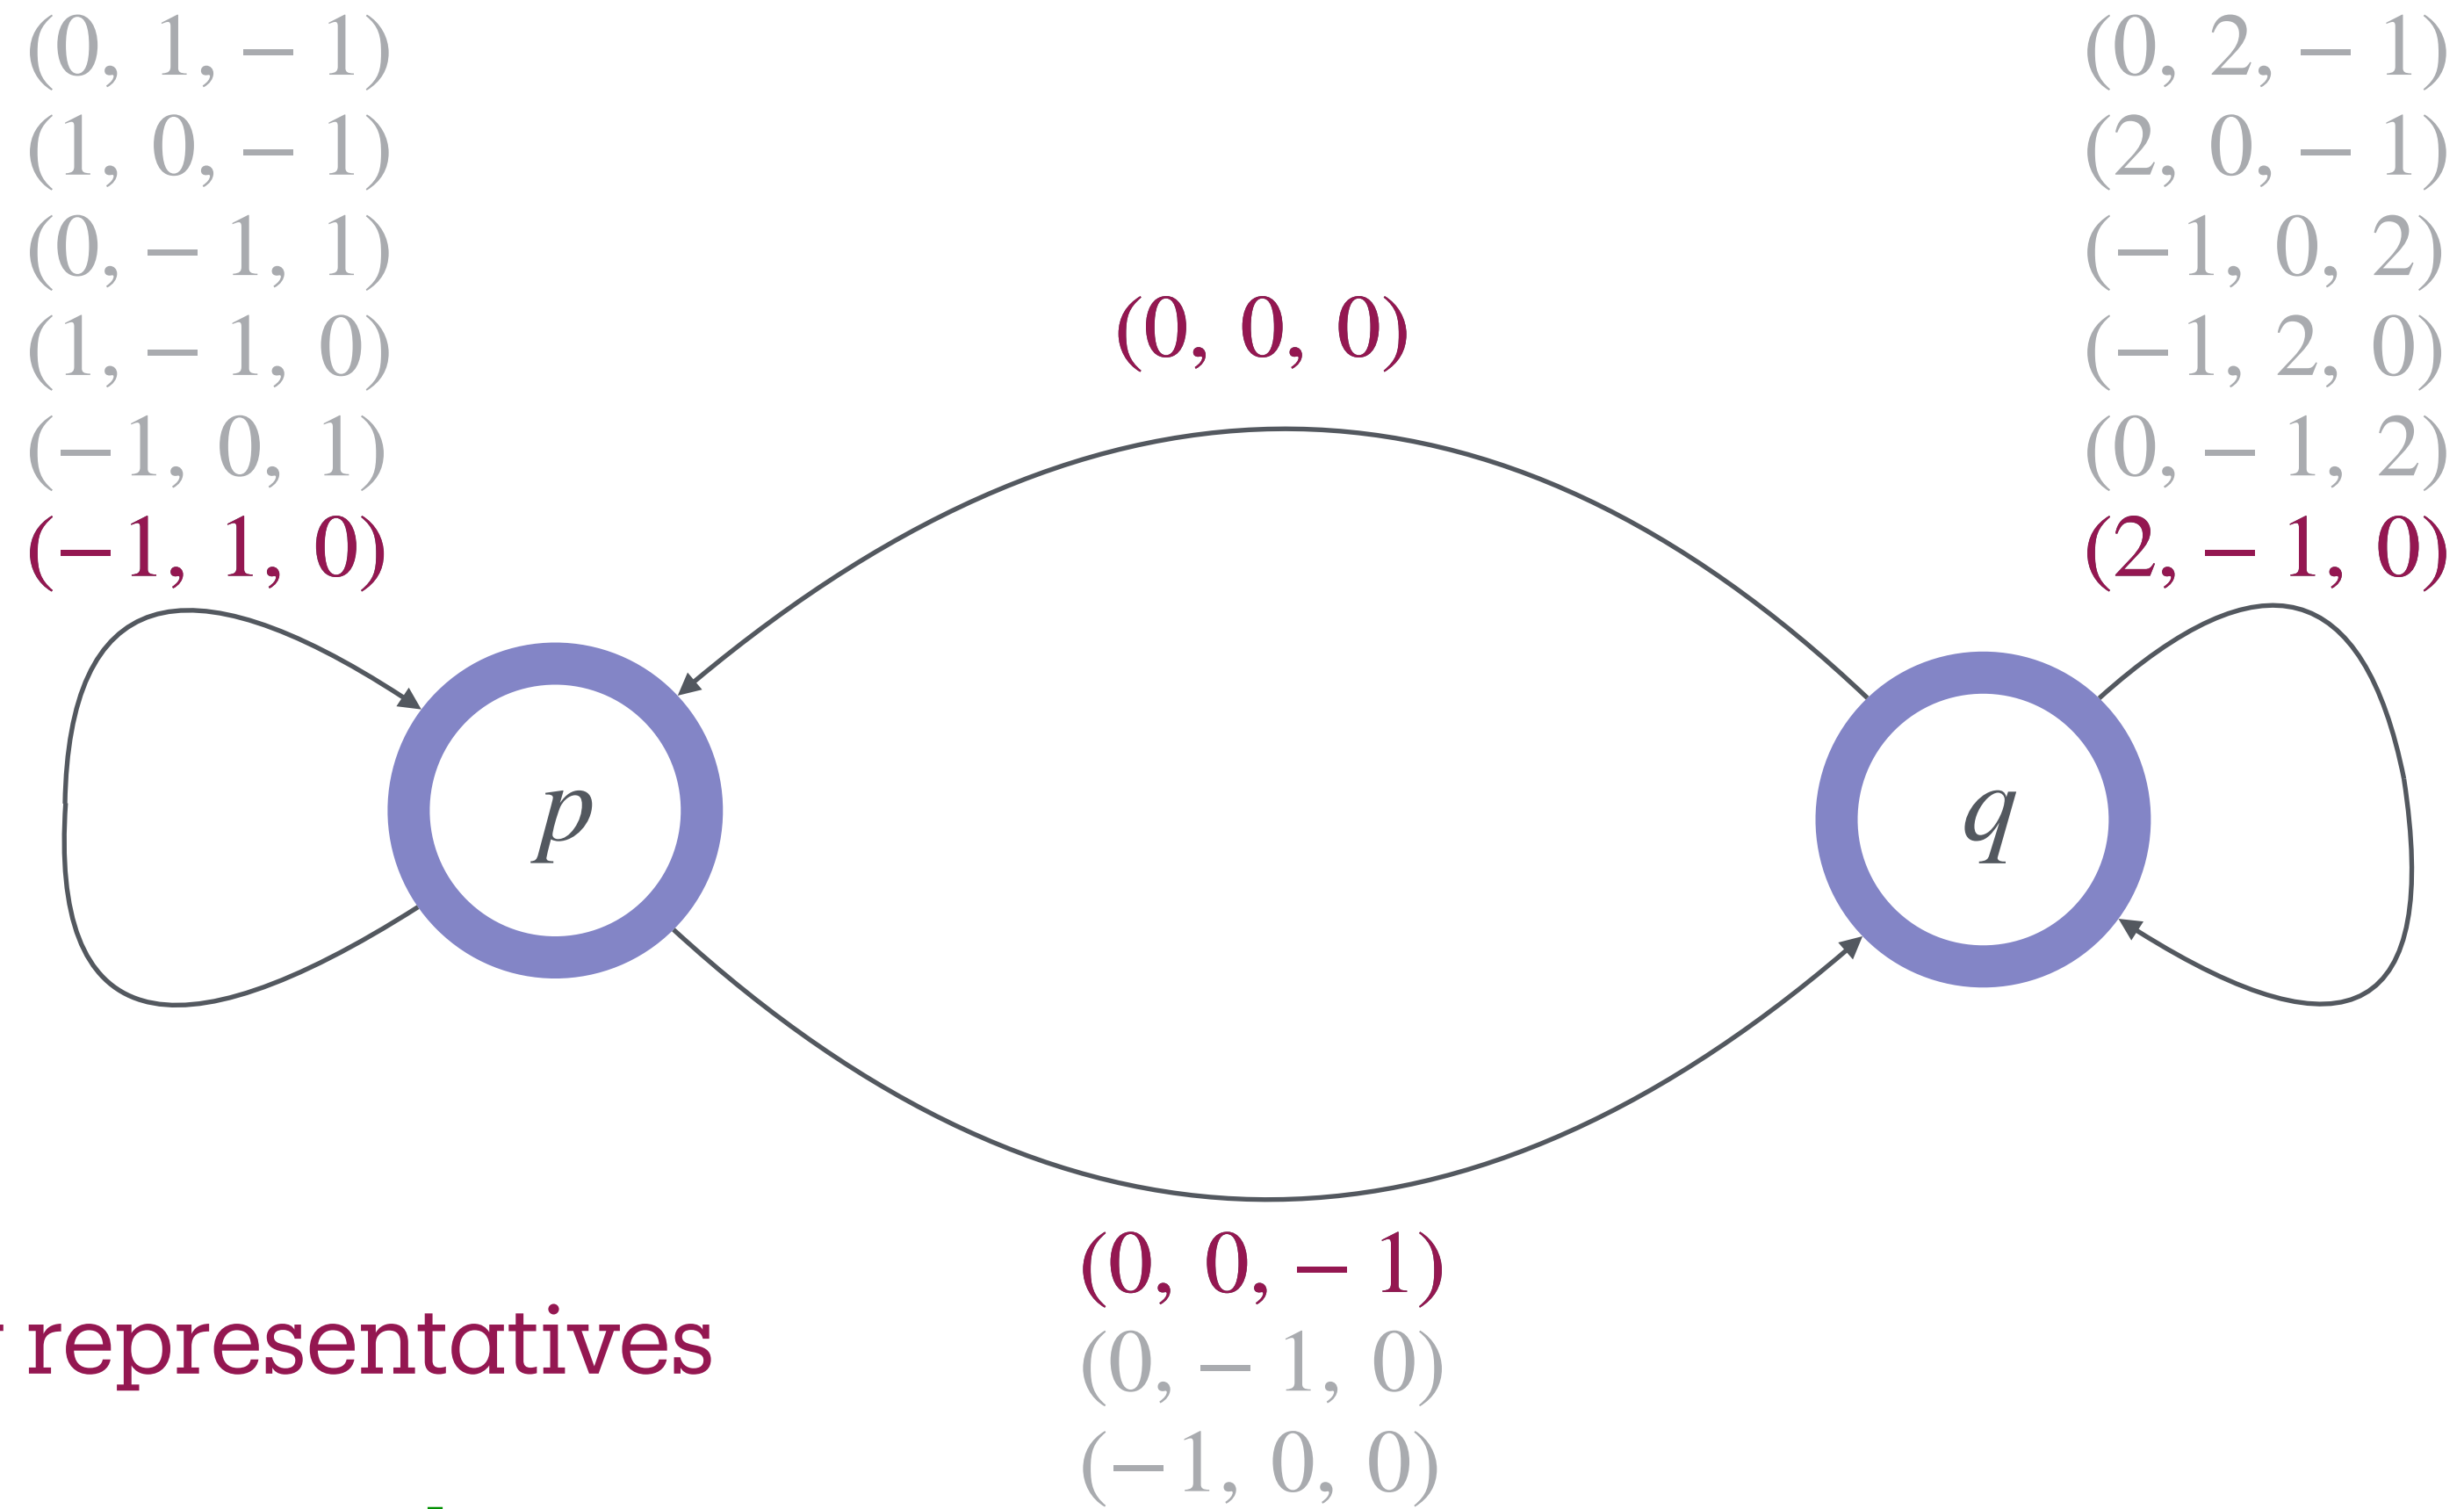 (0, 1, − 1)
(1, 0, − 1)
(0, − 1, 1)
(1, − 1, 0)
(− 1, 0, 1)
(− 1, 1, 0)
(0, 0, 0)
(0, 2, − 1)
(2, 0, − 1)
(− 1, 0, 2)
(− 1, 2, 0)
(0, − 1, 2)
(2, − 1, 0)
p
q
(0, 0, − 1)
(0, − 1, 0)
(− 1, 0, 0)
representatives